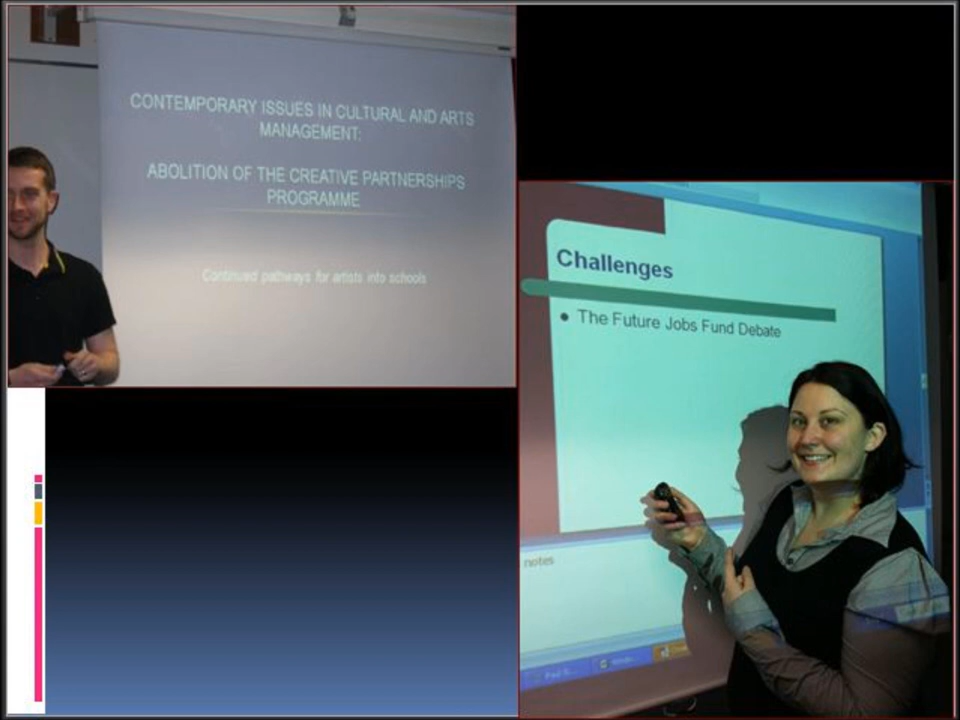 CONTEMPORARY ISSUES IN CULTURAL AND ARTS
MANAGEMENT:
ABOLITION OF THE CREATIVE PARTNERSHIPS
PROGRAMME
Continued pathways for artists into schools
Challenges
• The Future Jobs Fund Debate
notes